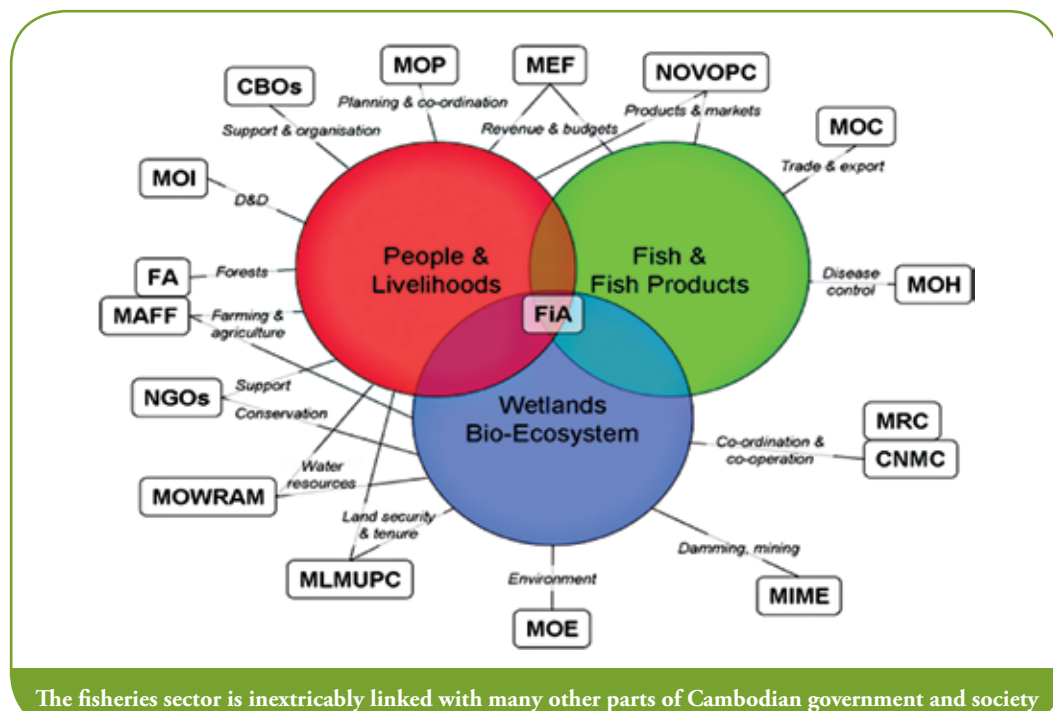 MOP
MEF
NOVOPC
CBOs
Planning & co-ordination
Revenue & budgets
Products & markets
MOC
Support & organisation
Trade & export
MOI
D&D
People &
Livelihoods
Fish &
Fish Products
FA
Forests
Disease
control
MOH
MAFF
Farming &
agriculture
FiA
NGOs
Support
Conservation
Wetlands
Bio-Ecosystem
MRC
CNMC
Co-ordination &
co-operation
MOWRAM
Water
resources
Land security
& tenure
MLMUPC
Damming, mining
MIME
Environment
MOE
The fisheries sector is inextricably linked with many other parts of Cambodian government and society